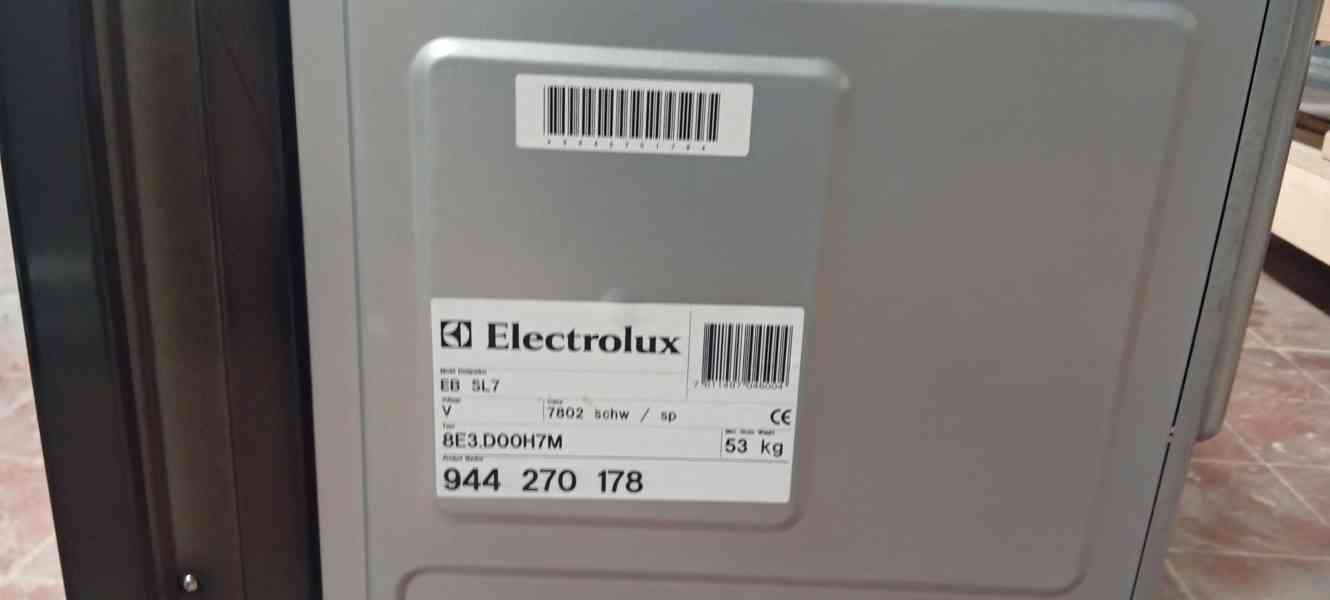 Electrolux
EB SL7
V
7802 schw / sp
CE
8E3.D00H7M
53 kg
944 270 178